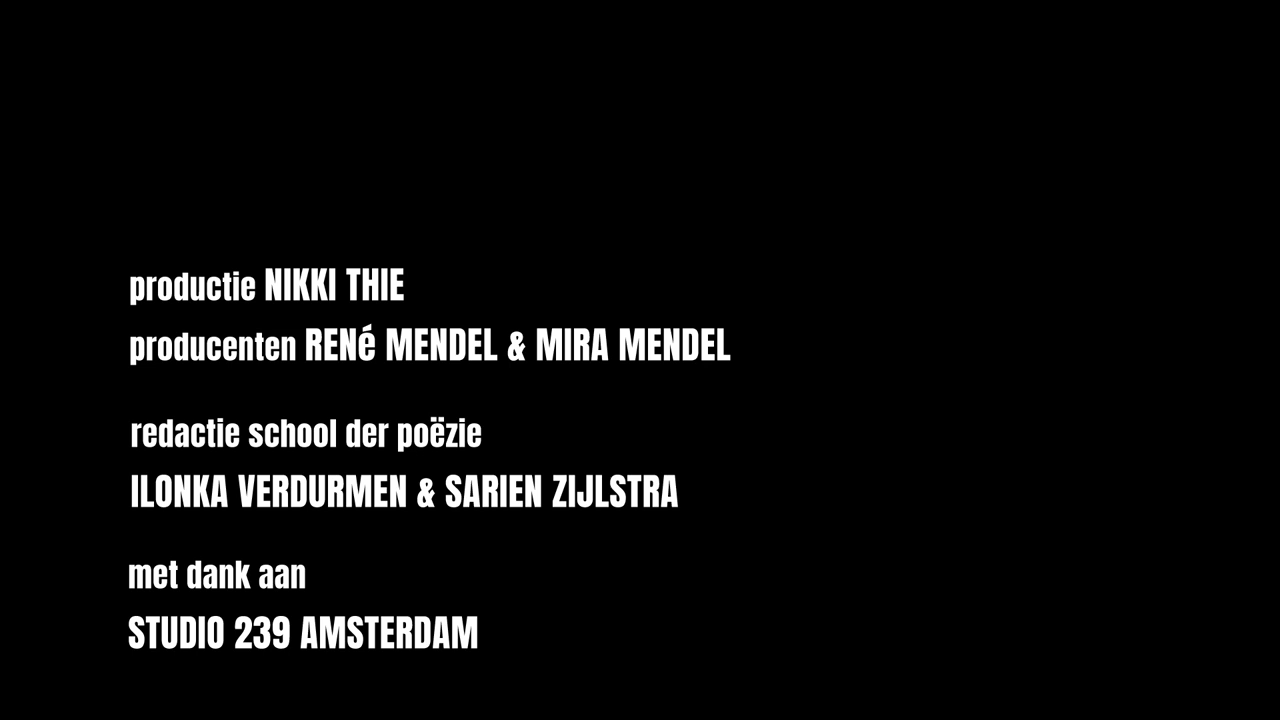 productie NIKKI THIE
producenten RENé MENDEL & MIRA MENDEL
redactie school der poëzie
ILONKA VERDURMEN & SARIEN ZIJLSTRA
met dank aan
STUDIO 239 AMSTERDAM